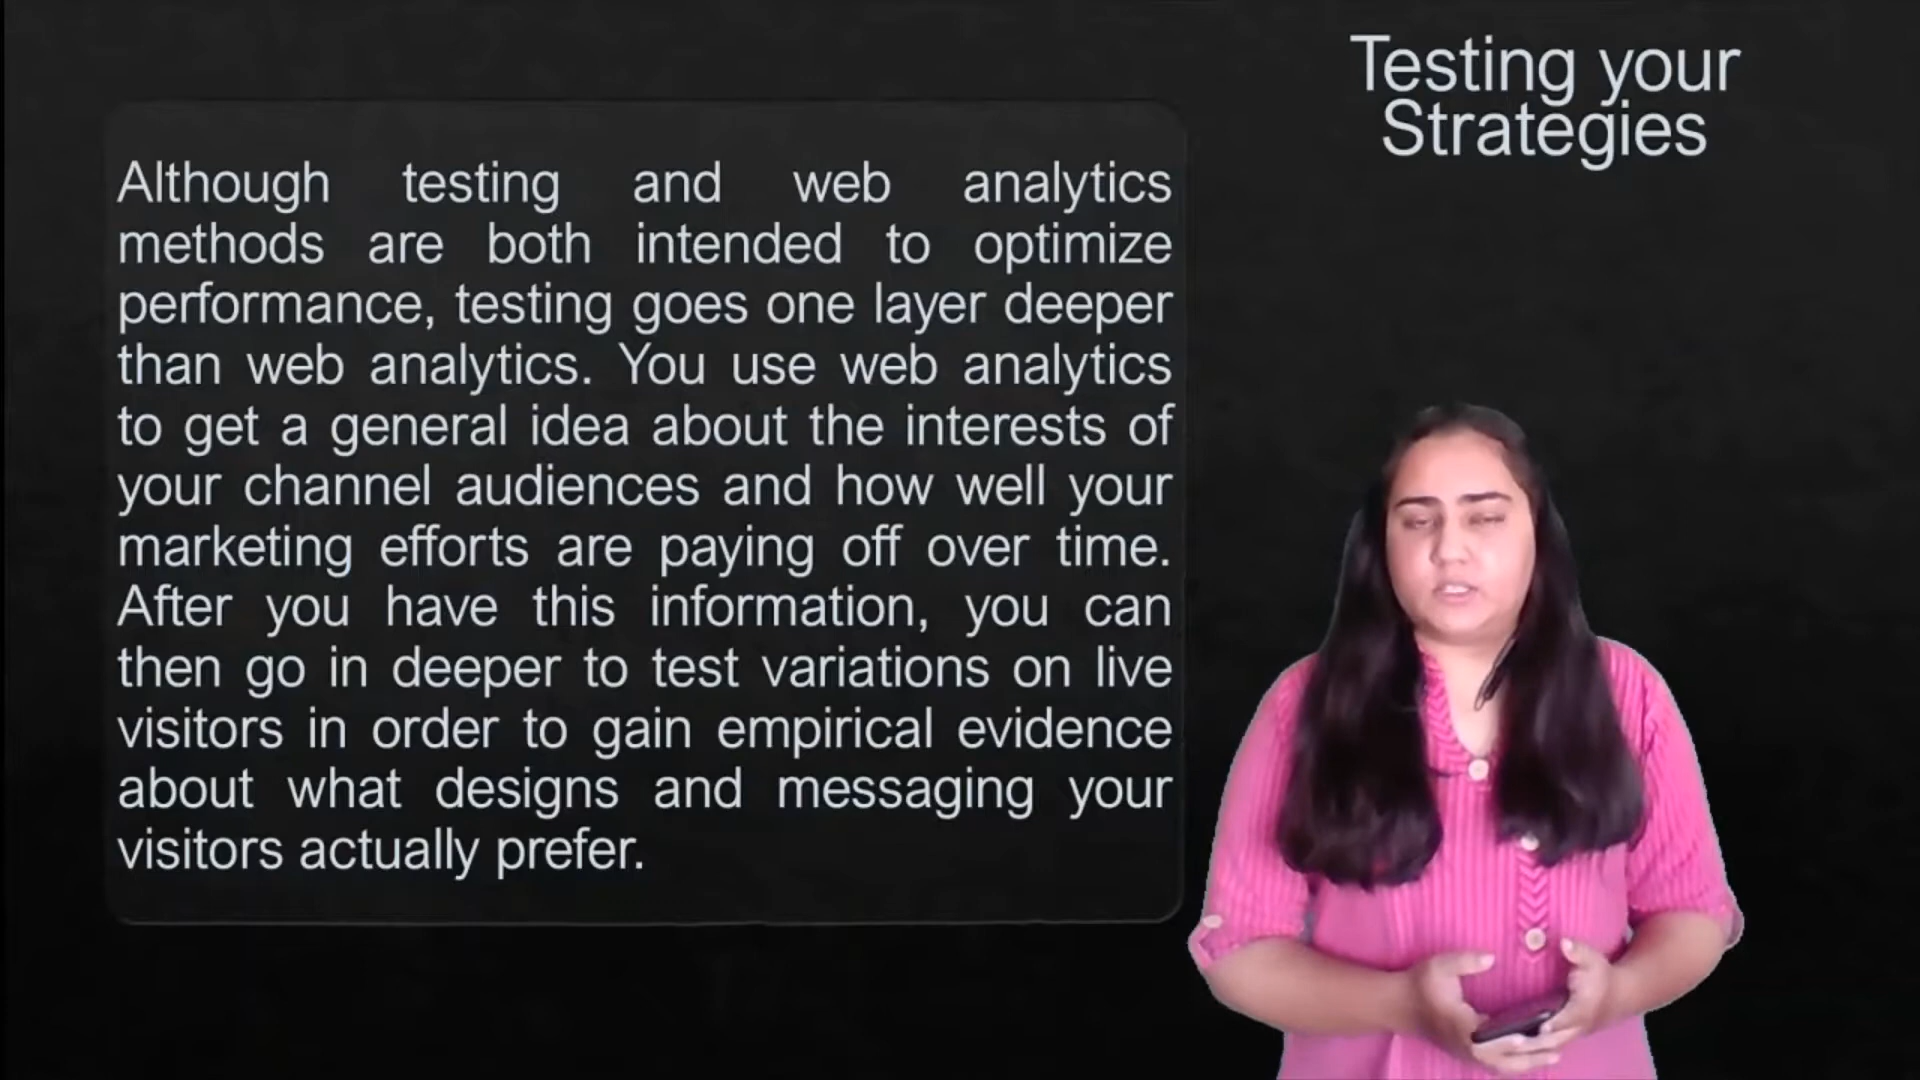 Testing your
Strategies
Although testing and web analytics
methods are both intended to optimize
performance, testing goes one layer deeper
than web analytics. You use web analytics
to get a general idea about the interests of
your channel audiences and how well your
marketing efforts are paying off over time.
After you have this information, you can
then go in deeper to test variations on live
visitors in order to gain empirical evidence
about what designs and messaging your
visitors actually prefer.